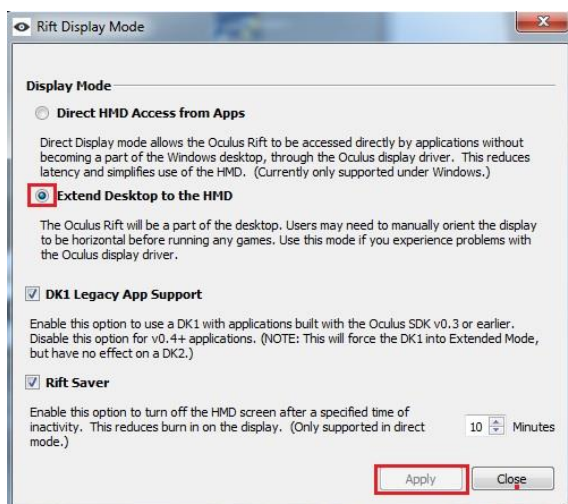 Rift Display Mode
Display Mode
Direct HMD Access from Apps
Direct Display mode allows the Oculus Rift to be accessed directly by applications without
becoming a part of the Windows desktop, through the Oculus display driver. This reduces
latency and simplifies use of the HMD. (Currently only supported under Windows.)
Extend Desktop to the HMD
The Oculus Rift will be a part of the desktop. Users may need to manually orient the display
to be horizontal before running any games. Use this mode if you experience problems with
the Oculus display driver.
DK1 Legacy App Support
Enable this option to use a DK1 with applications built with the Oculus SDK v0.3 or earlier.
Disable this option for v0.4+ applications. (NOTE: This will force the DK1 into Extended Mode,
but have no effect on a DK2.)
Rift Saver
Enable this option to turn off the HMD screen after a specified time of
inactivity. This reduces burn in on the display. (Only supported in direct
mode.)
10 Minutes
Apply Close